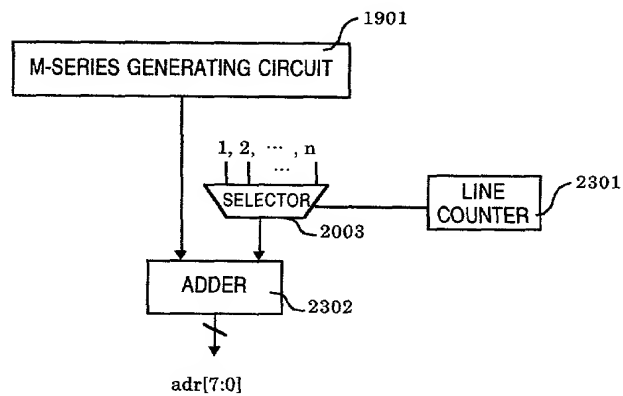 1901
M-SERIES GENERATING CIRCUIT
1, 2, ··· , n
···
SELECTOR
2003
LINE
COUNTER
2301
ADDER
2302
adr[7:0]